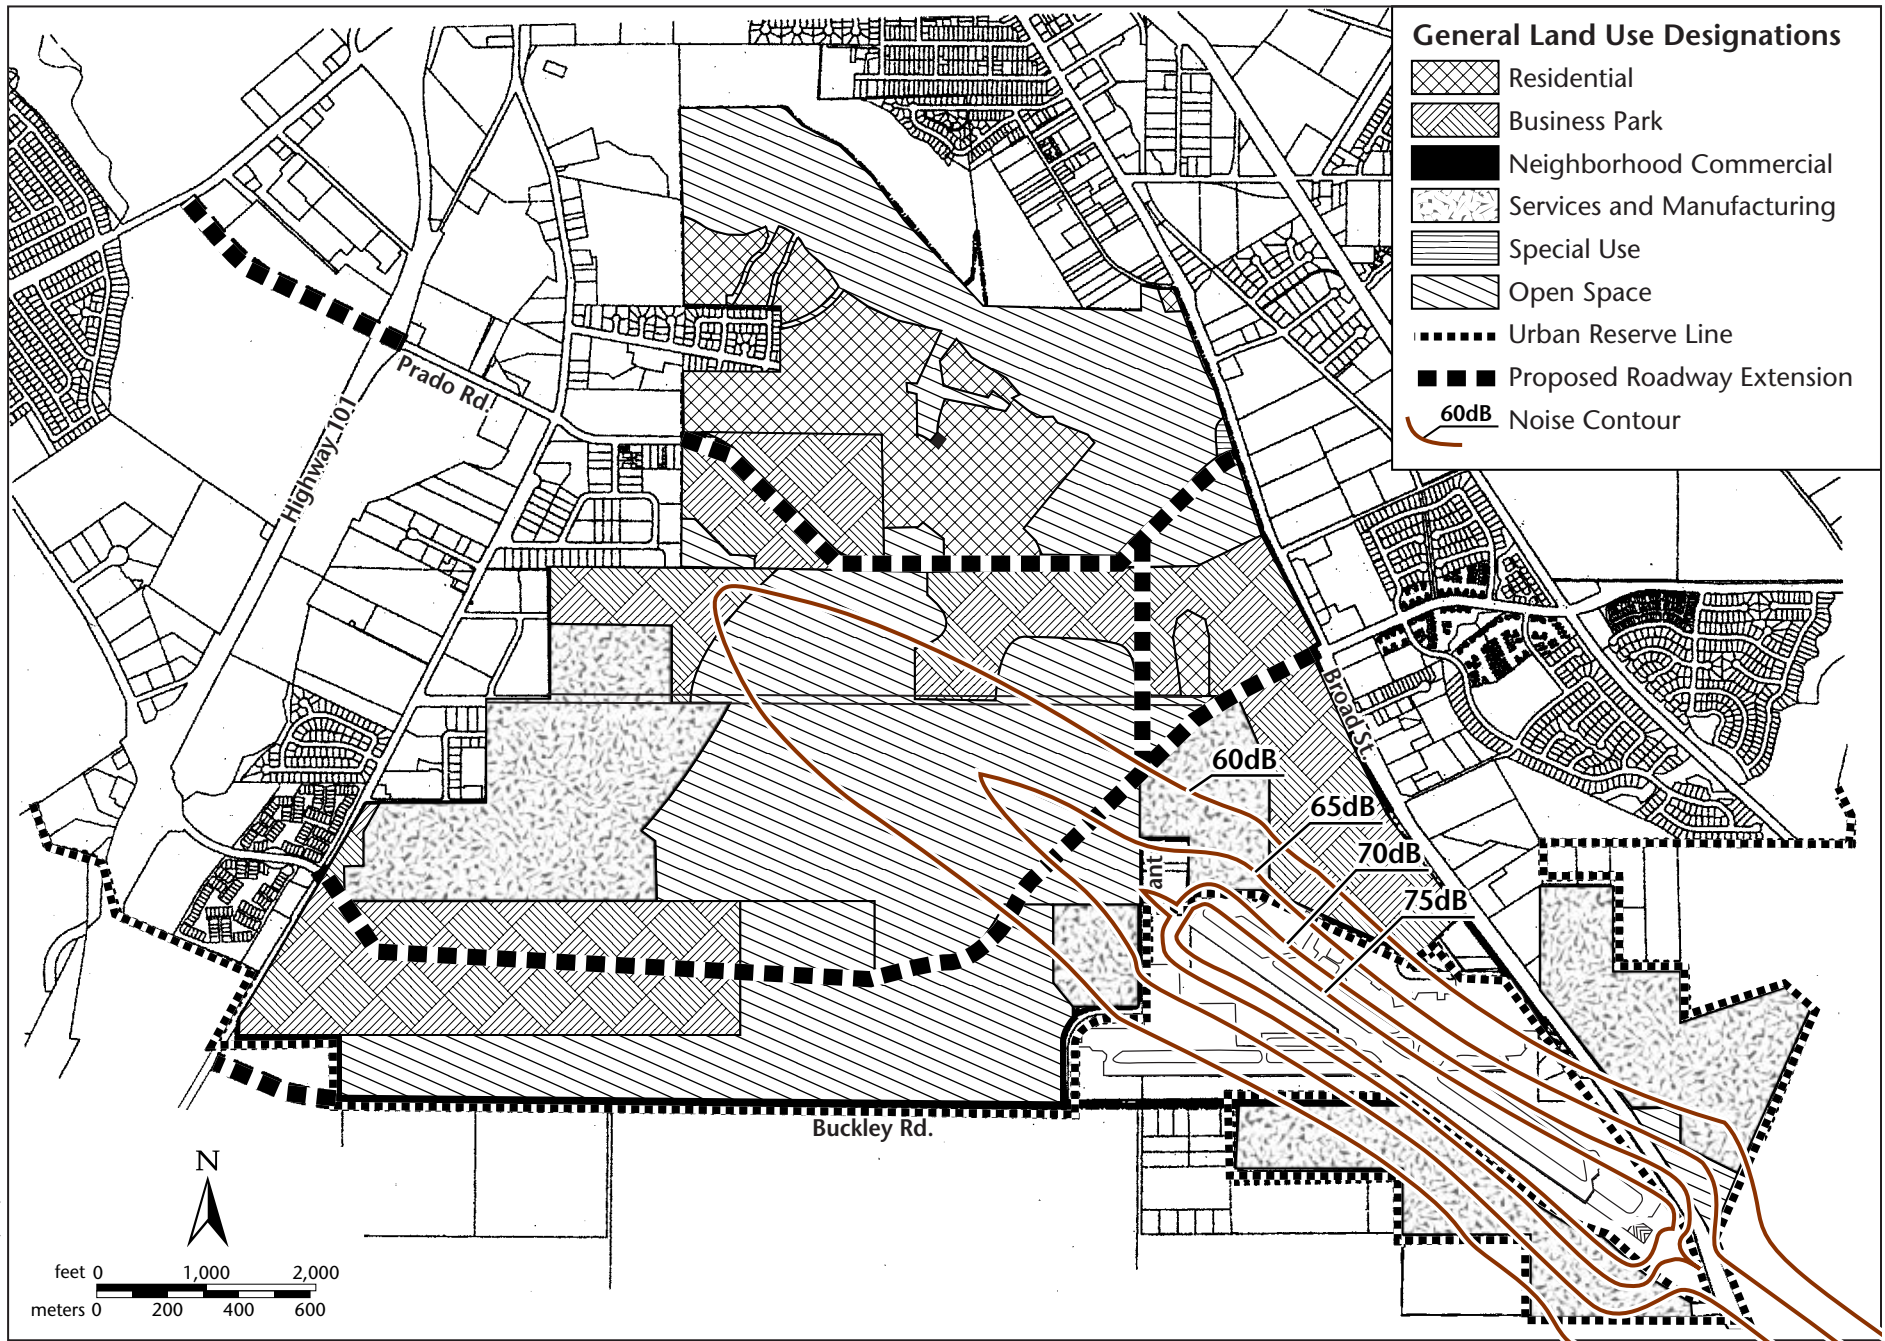 General Land Use Designations
Residential
Business Park
Neighborhood Commercial
Services and Manufacturing
Special Use
Open Space
Urban Reserve Line
Proposed Roadway Extension
60dB Noise Contour
Prado Rd.
Highway 101
Broad St.
60dB
65dB
70dB
ant
75dB
Buckley Rd.
N
feet 0 1,000 2,000
meters 0 200 400 600